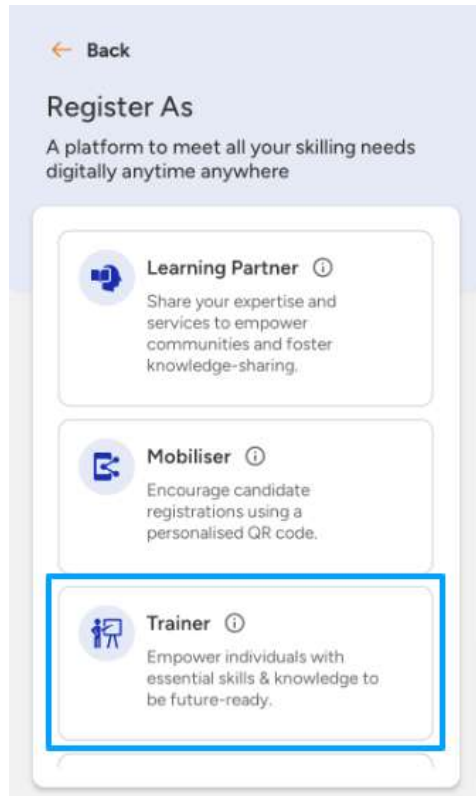 Back
Register As
A platform to meet all your skilling needs
digitally anytime anywhere
Learning Partner
Share your expertise and
services to empower
communities and foster
knowledge-sharing.
Mobiliser
Encourage candidate
registrations using a
personalised QR code.
Trainer
Empower individuals with
essential skills & knowledge to
be future-ready.